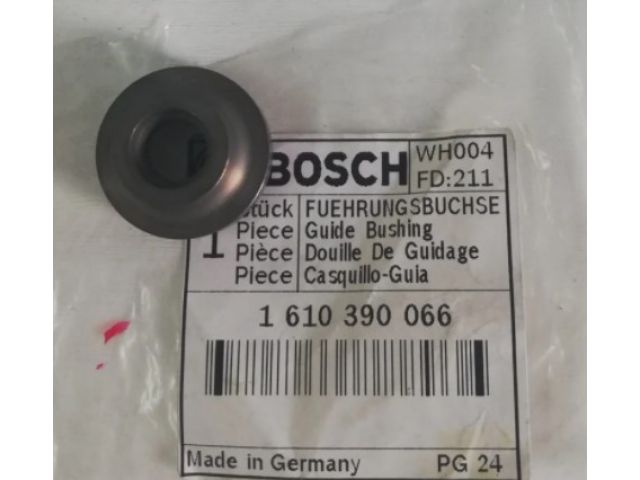 BOSCH
WH004
FD:211
1
Stück
Piece
Pièce
Piece
FUEHRUNGSBUCHSE
Guide Bushing
Douille De Guidage
Casquillo-Guia
1 610 390 066
Made in Germany
PG 24